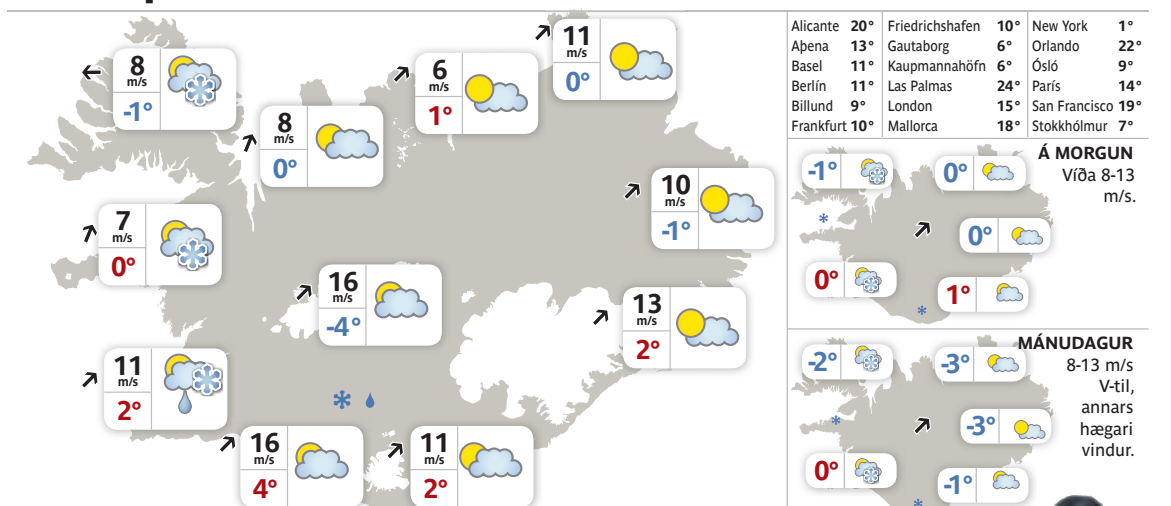 8
m/s
-1°
8
m/s
0°
6
m/s
1°
11
m/s
0°
7
m/s
0°
10
m/s
-1°
16
m/s
-4°
13
m/s
2°
11
m/s
2°
16
m/s
4°
11
m/s
2°
Alicante 20°
Aþena 13°
Basel 11°
Berlín 11°
Billund 9°
Frankfurt 10°
Friedrichshafen 10°
Gautaborg 6°
Kaupmannahöfn 6°
Las Palmas 24°
London 15°
Mallorca 18°
New York 1°
Orlando 22°
Ósló 9°
París 14°
San Francisco 19°
Stokkhólmur 7°
Á MORGUN
Víða 8-13
m/s.
-1°
0°
0°
0°
1°
MÁNUDAGUR
8-13 m/s
V-til,
annars
hægari
vindur.
-2°
-3°
-3°
0°
-1°